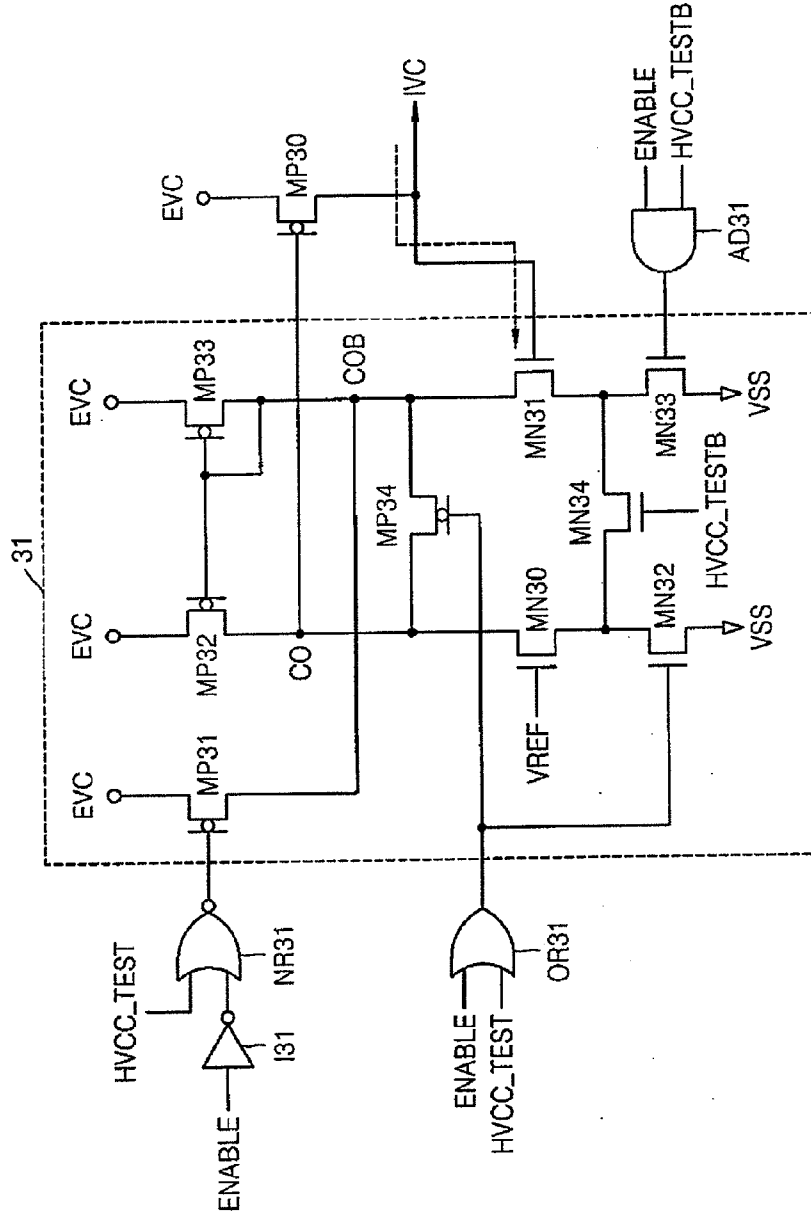 31
EVC
EVC
EVC
EVC
MP31
MP32
MP33
MP30
HVCC_TEST
NR31
I31
ENABLE
CO
COB
IVC
MP34
ENABLE
HVCC_TEST
OR31
VREF
MN30
MN31
MN34
HVCC_TESTB
MN32
MN33
VSS
VSS
AD31
ENABLE
HVCC_TESTB